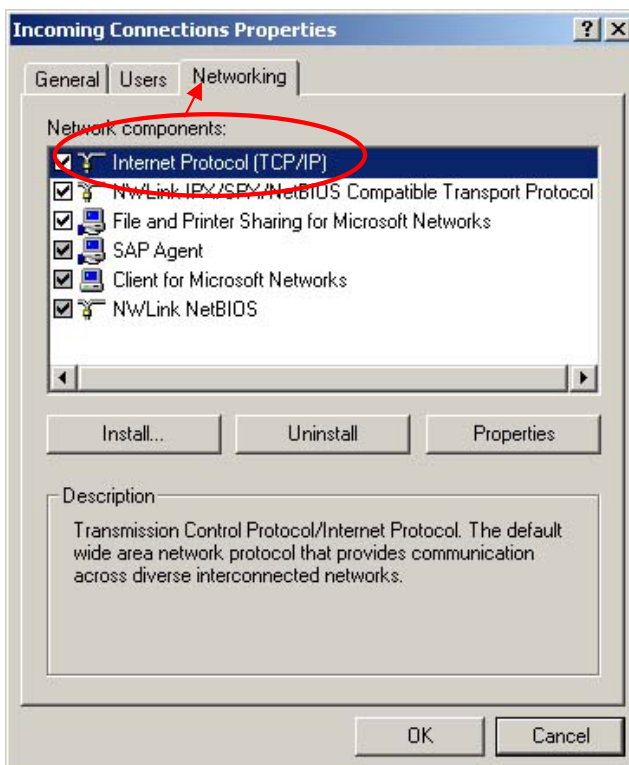 Incoming Connections Properties
General Users Networking
Network components:
Internet Protocol (TCP/IP)
NWLink IPX/SPX/NetBIOS Compatible Transport Protocol
File and Printer Sharing for Microsoft Networks
SAP Agent
Client for Microsoft Networks
NWLink NetBIOS
Install... Uninstall Properties
Description
Transmission Control Protocol/Internet Protocol. The default
wide area network protocol that provides communication
across diverse interconnected networks.
OK Cancel